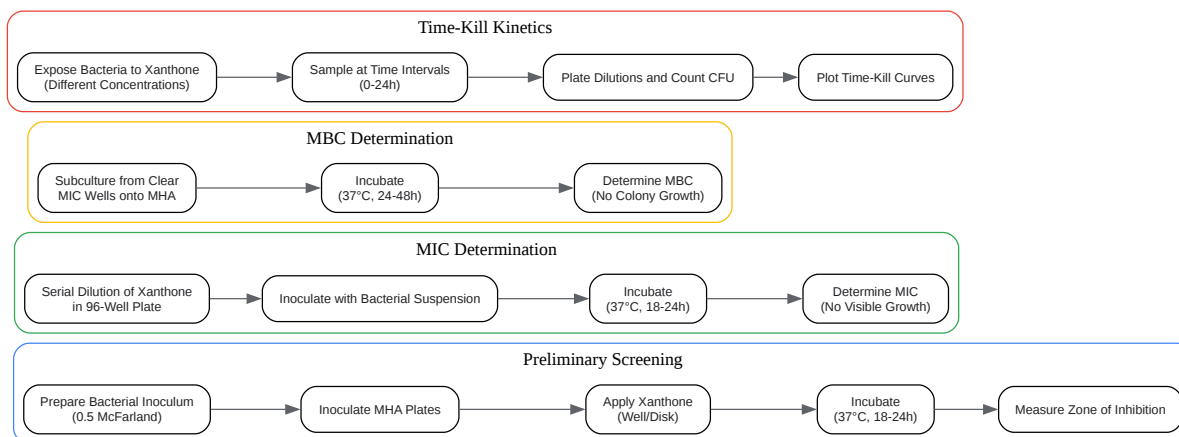 Time-Kill Kinetics
Expose Bacteria to Xanthone
(Different Concentrations)
Sample at Time Intervals
(0-24h)
Plate Dilutions and Count CFU
Plot Time-Kill Curves
MBC Determination
Subculture from Clear
MIC Wells onto MHA
Incubate
(37°C, 24-48h)
Determine MBC
(No Colony Growth)
MIC Determination
Serial Dilution of Xanthone
in 96-Well Plate
Inoculate with Bacterial Suspension
Incubate
(37°C, 18-24h)
Determine MIC
(No Visible Growth)
Preliminary Screening
Prepare Bacterial Inoculum
(0.5 McFarland)
Inoculate MHA Plates
Apply Xanthone
(Well/Disk)
Incubate
(37°C, 18-24h)
Measure Zone of Inhibition